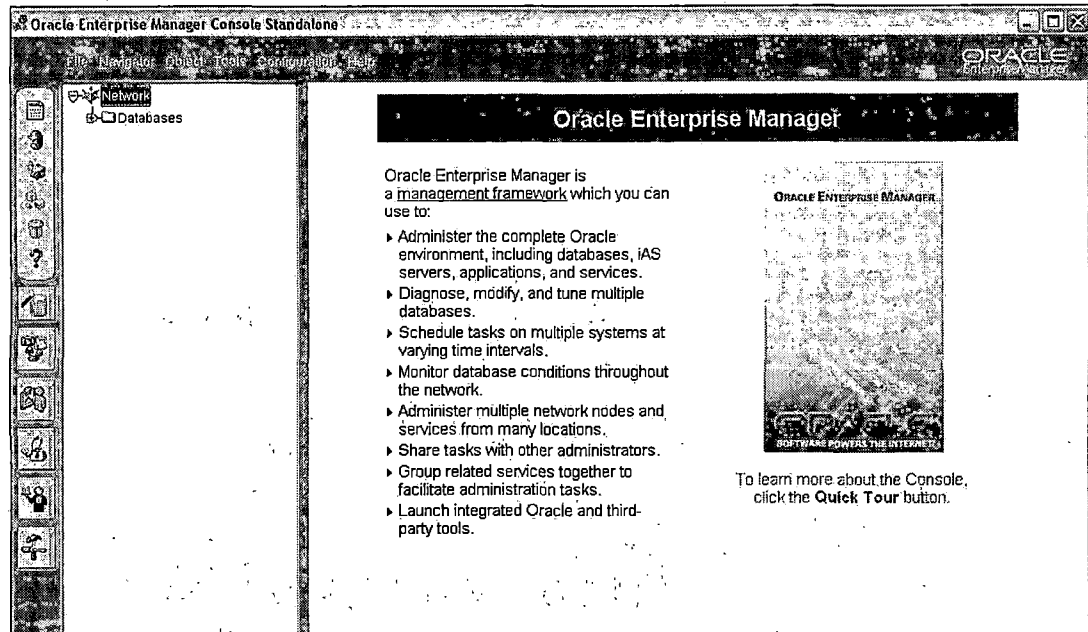 Oracle Enterprise Manager Console Standalone
File Navigator Object Tools Configuration Help
ORACLE
Enterprise Manager
Network
Databases
Oracle Enterprise Manager
Oracle Enterprise Manager is
a management framework which you can
use to:
Administer the complete Oracle
environment, including databases, iAS
servers, applications, and services.
Diagnose, modify, and tune multiple
databases.
Schedule tasks on multiple systems at
varying time intervals.
Monitor database conditions throughout
the network.
Administer multiple network nodes and
services from many locations.
Share tasks with other administrators.
Group related services together to
facilitate administration tasks.
Launch integrated Oracle and third-
party tools.
ORACLE ENTERPRISE MANAGER
ORACLE
SOFTWARE POWERS THE INTERNET
To learn more about the Console,
click the Quick Tour button.